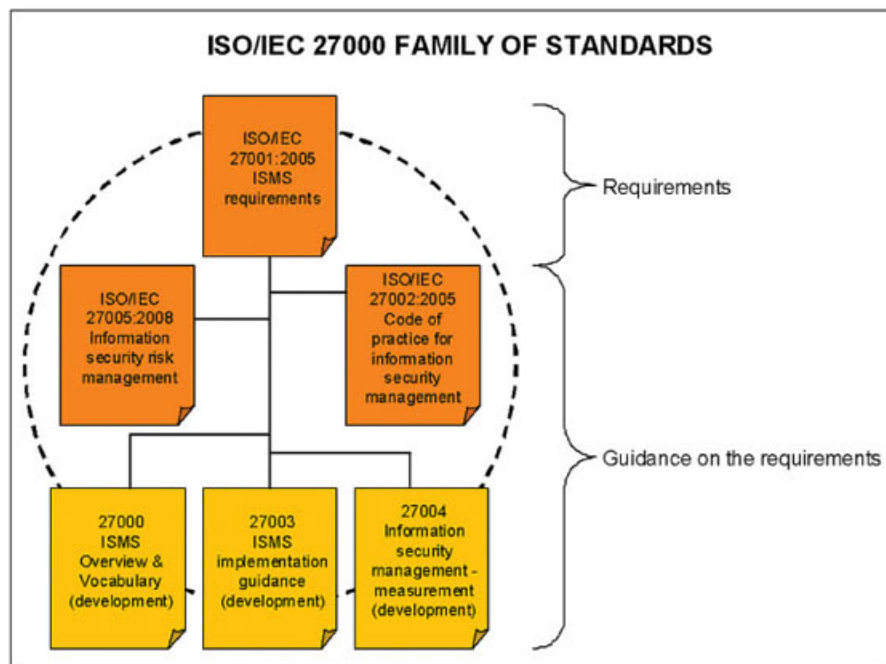 ISO/IEC 27000 FAMILY OF STANDARDS
ISO/IEC
27001:2005
ISMS
requirements
Requirements
ISO/IEC
27005:2008
Information
security risk
management
ISO/IEC
27002:2005
Code of
practice for
information
security
management
Guidance on the requirements
27000
ISMS
Overview &
Vocabulary
(development)
27003
ISMS
implementation
guidance
(development)
27004
Information
security
management -
measurement
(development)